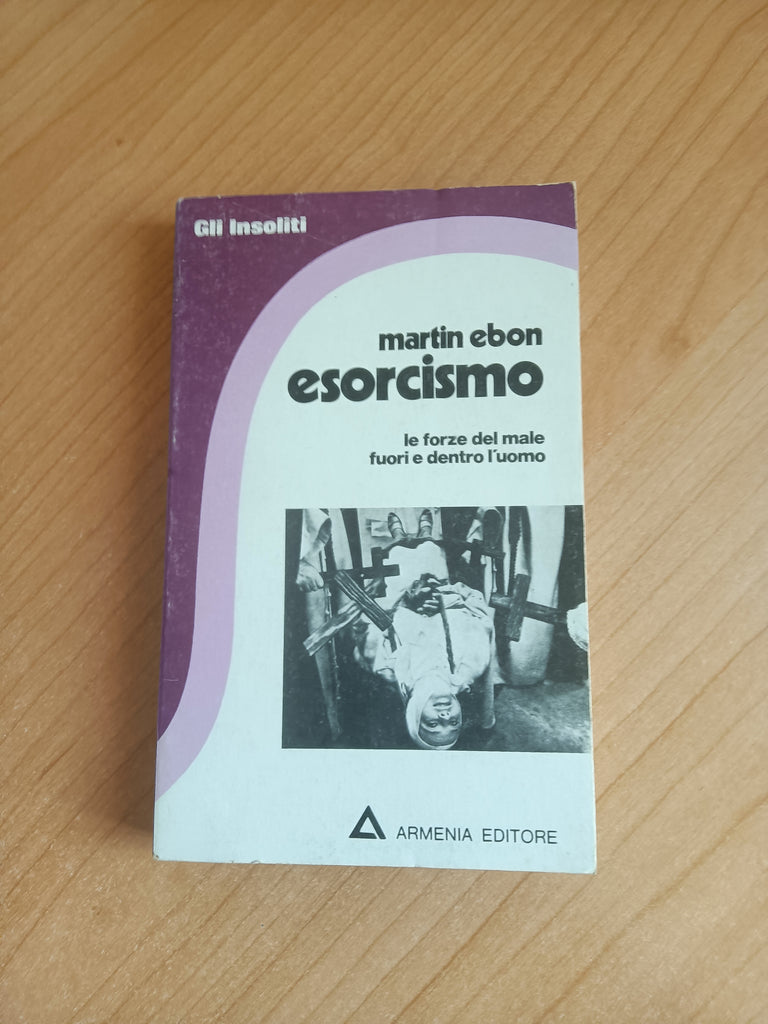 Gli Insoliti
martin ebon
esorcismo
le forze del male
fuori e dentro l'uomo
ARMENIA EDITORE